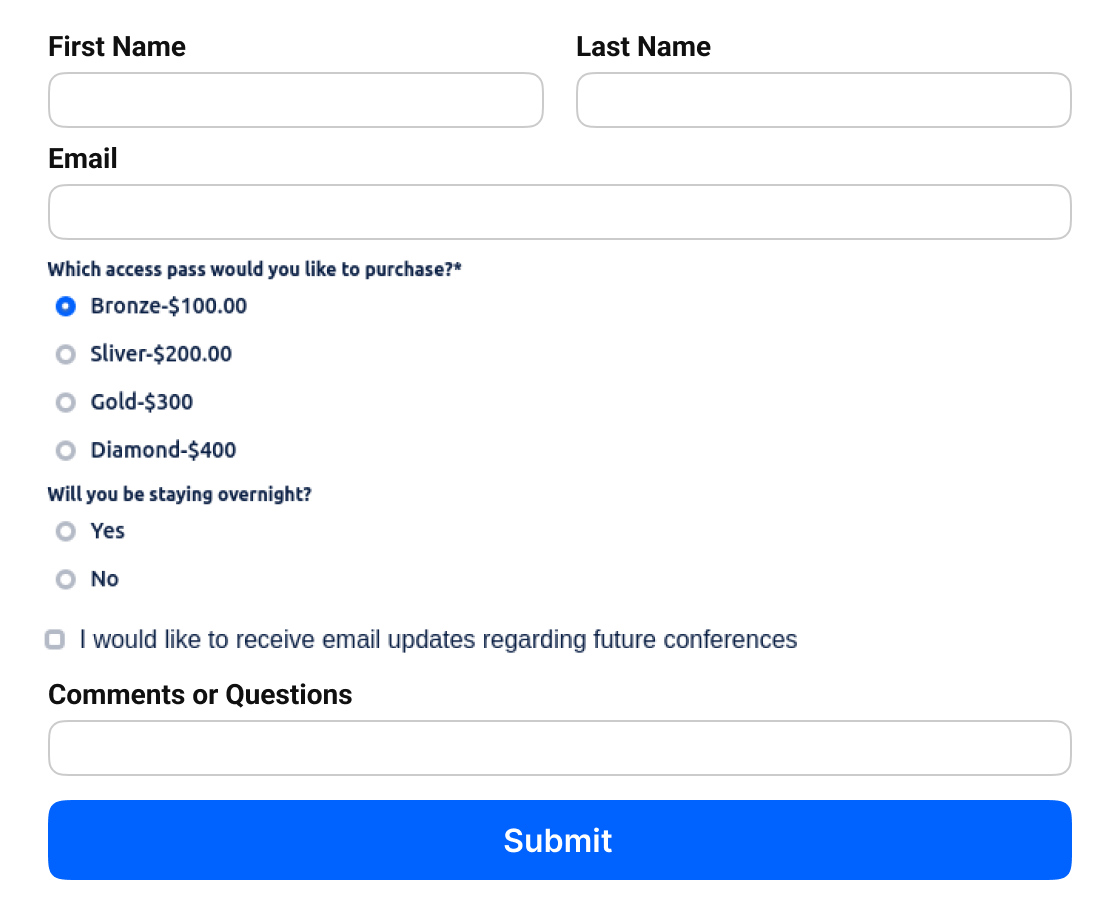 First Name
Last Name
Email
Which access pass would you like to purchase?*
Bronze-$100.00
Sliver-$200.00
Gold-$300
Diamond-$400
Will you be staying overnight?
Yes
No
I would like to receive email updates regarding future conferences
Comments or Questions
Submit